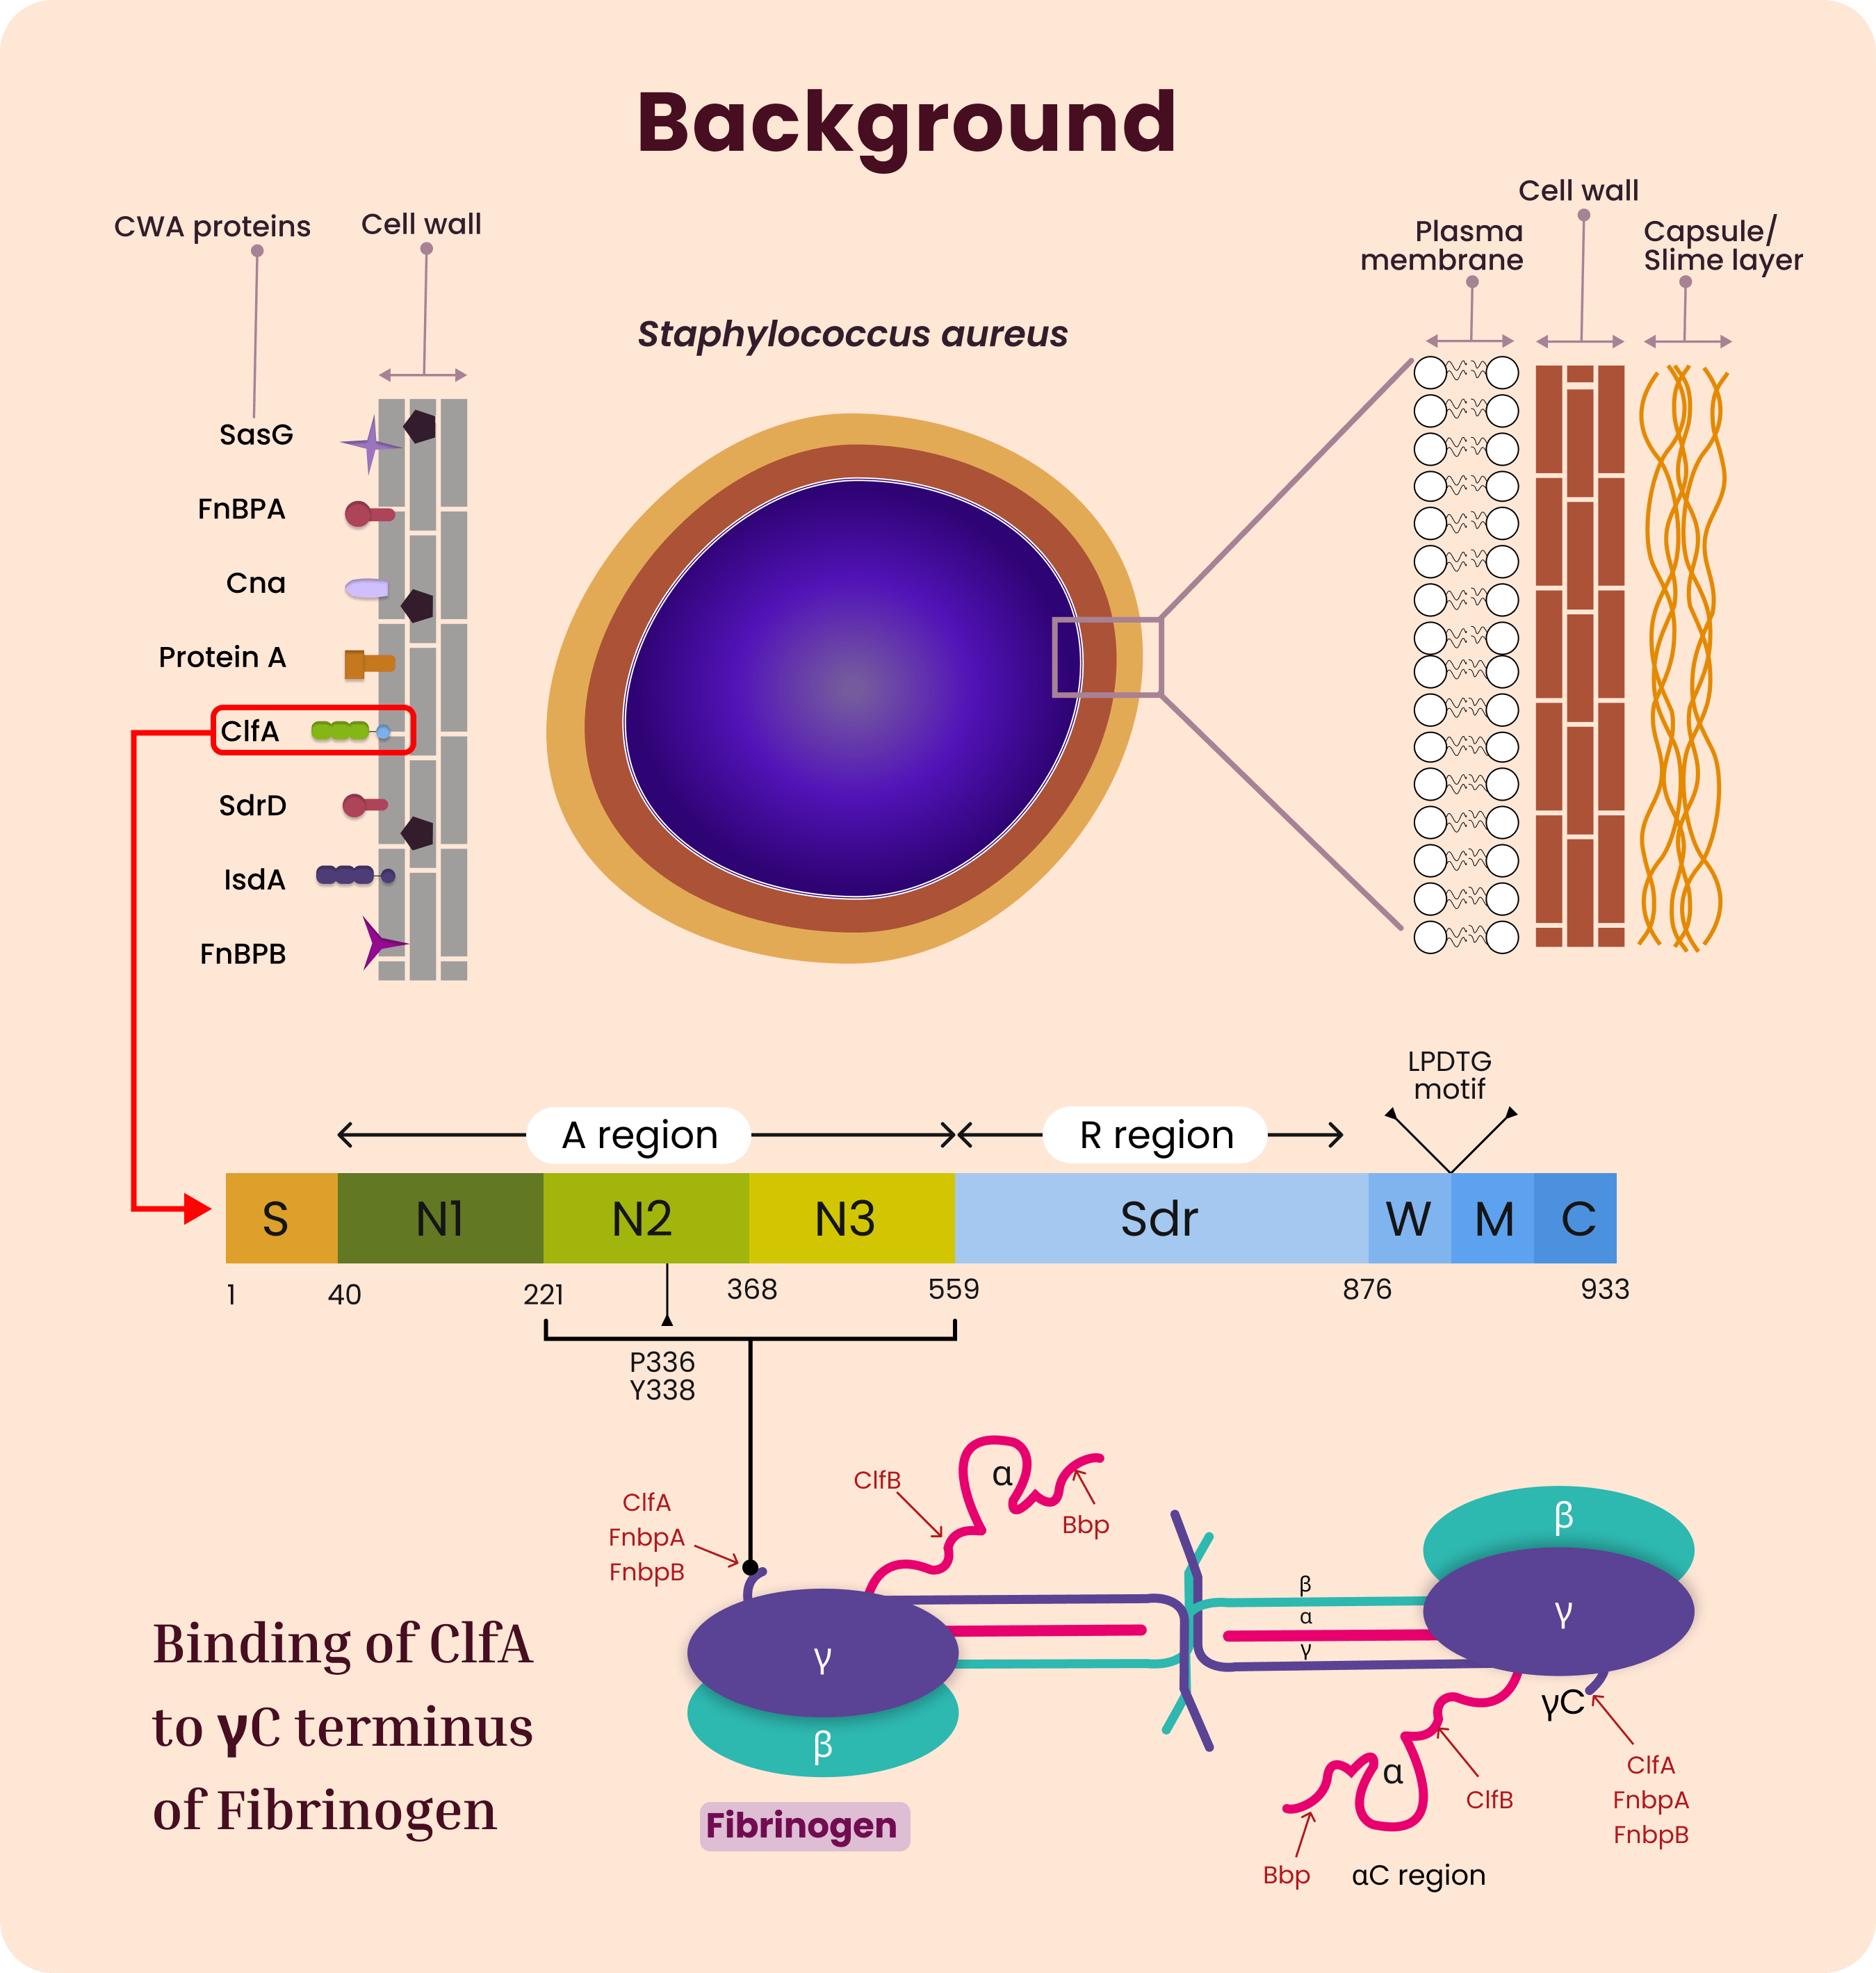 Background
CWA proteins
Cell wall
SasG
FnBPA
Cna
Protein A
ClfA
SdrD
IsdA
FnBPB
Staphylococcus aureus
Plasma
membrane
Cell wall
Capsule/
Slime layer
LPDTG
motif
A region
R region
S N1 N2 N3 Sdr W M C
1 40 221 368 559 876 933
P336
Y338
ClfA
FnbpA
FnbpB
ClfB
α
Bbp
γ
β
β
α
γ
β
γ
γC
α
ClfB
Bbp
αC region
ClfA
FnbpA
FnbpB
Fibrinogen
Binding of ClfA
to γC terminus
of Fibrinogen